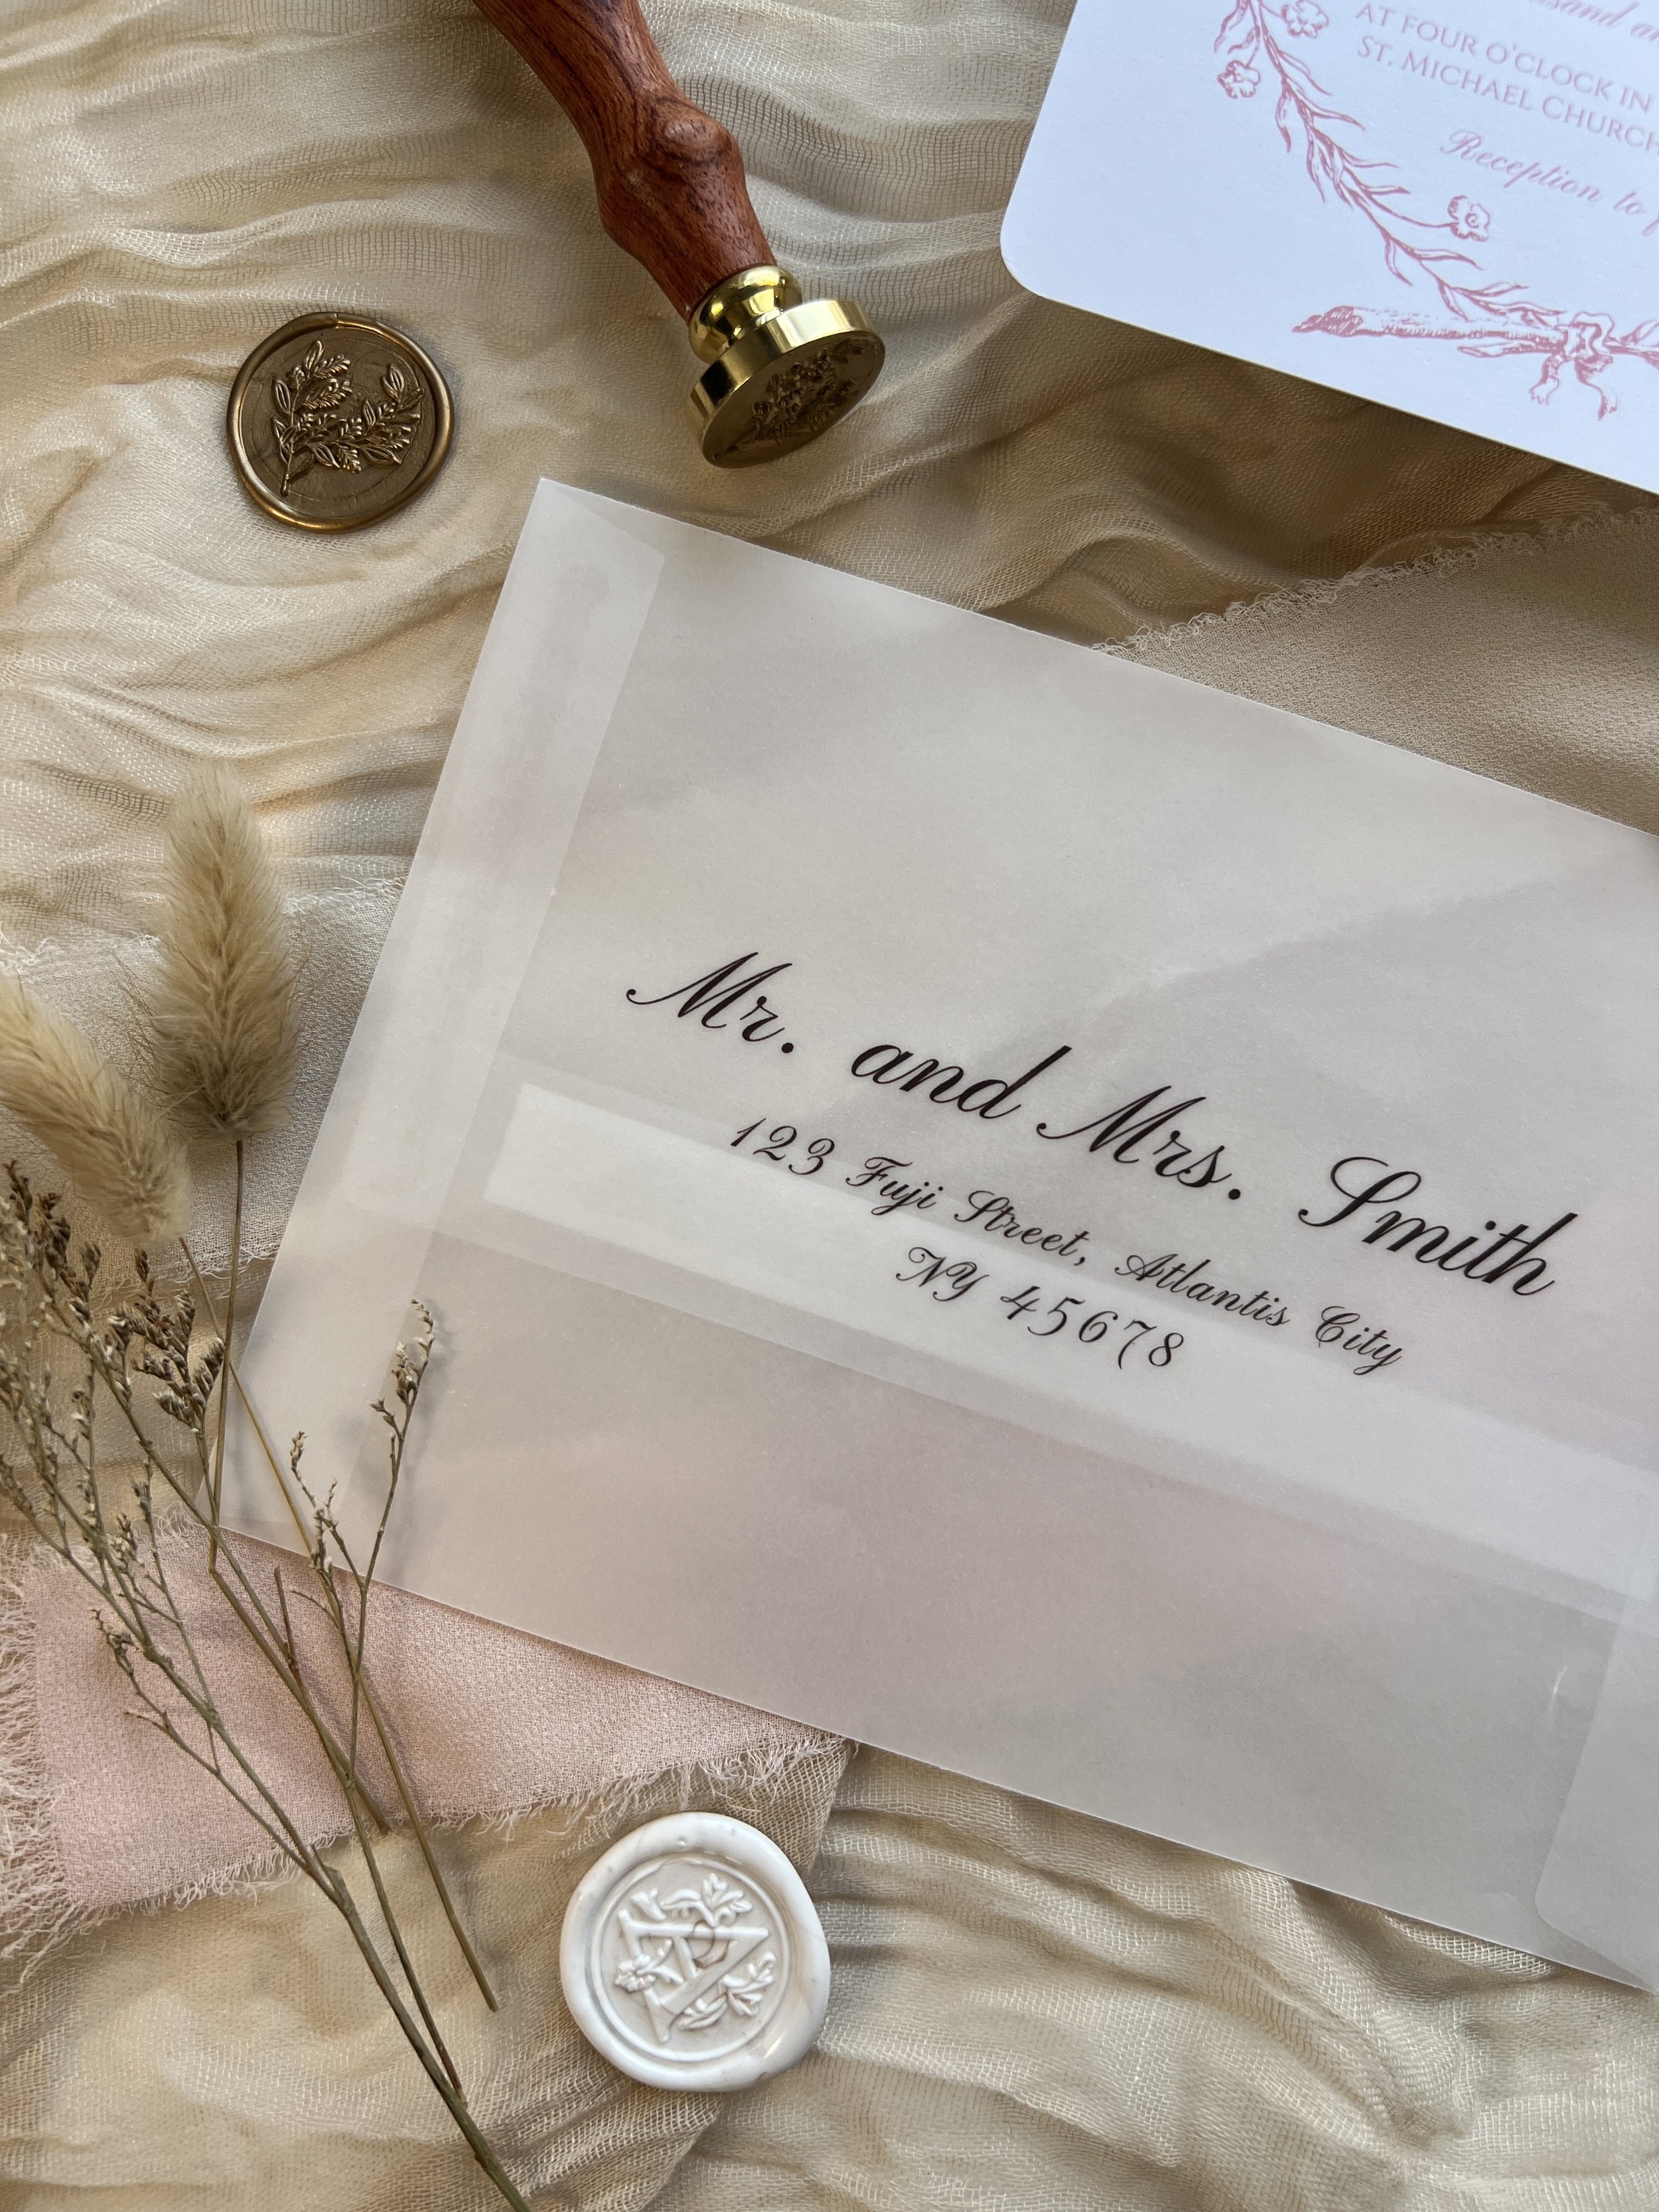 AT FOUR O'CLOCK IN
ST. MICHAEL CHURCH
Reception to
Mr. and Mrs. Smith
123 Fuji Street, Atlantis City
NY 45678
A